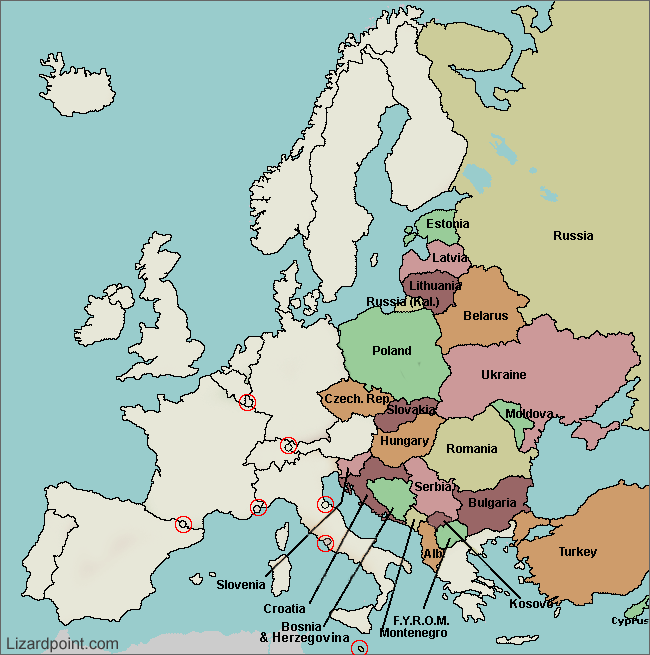 Estonia
Russia
Latvia
Lithuania
Russia (Kal.)
Belarus
Poland
Ukraine
Czech. Rep.
Slovakia
Moldova
Hungary
Romania
Serbia
Bulgaria
Alb
Turkey
Slovenia
Croatia
Kosovo
Bosnia
& Herzegovina
F.Y.R.O.M.
Montenegro
Cyprus
Lizardpoint.com